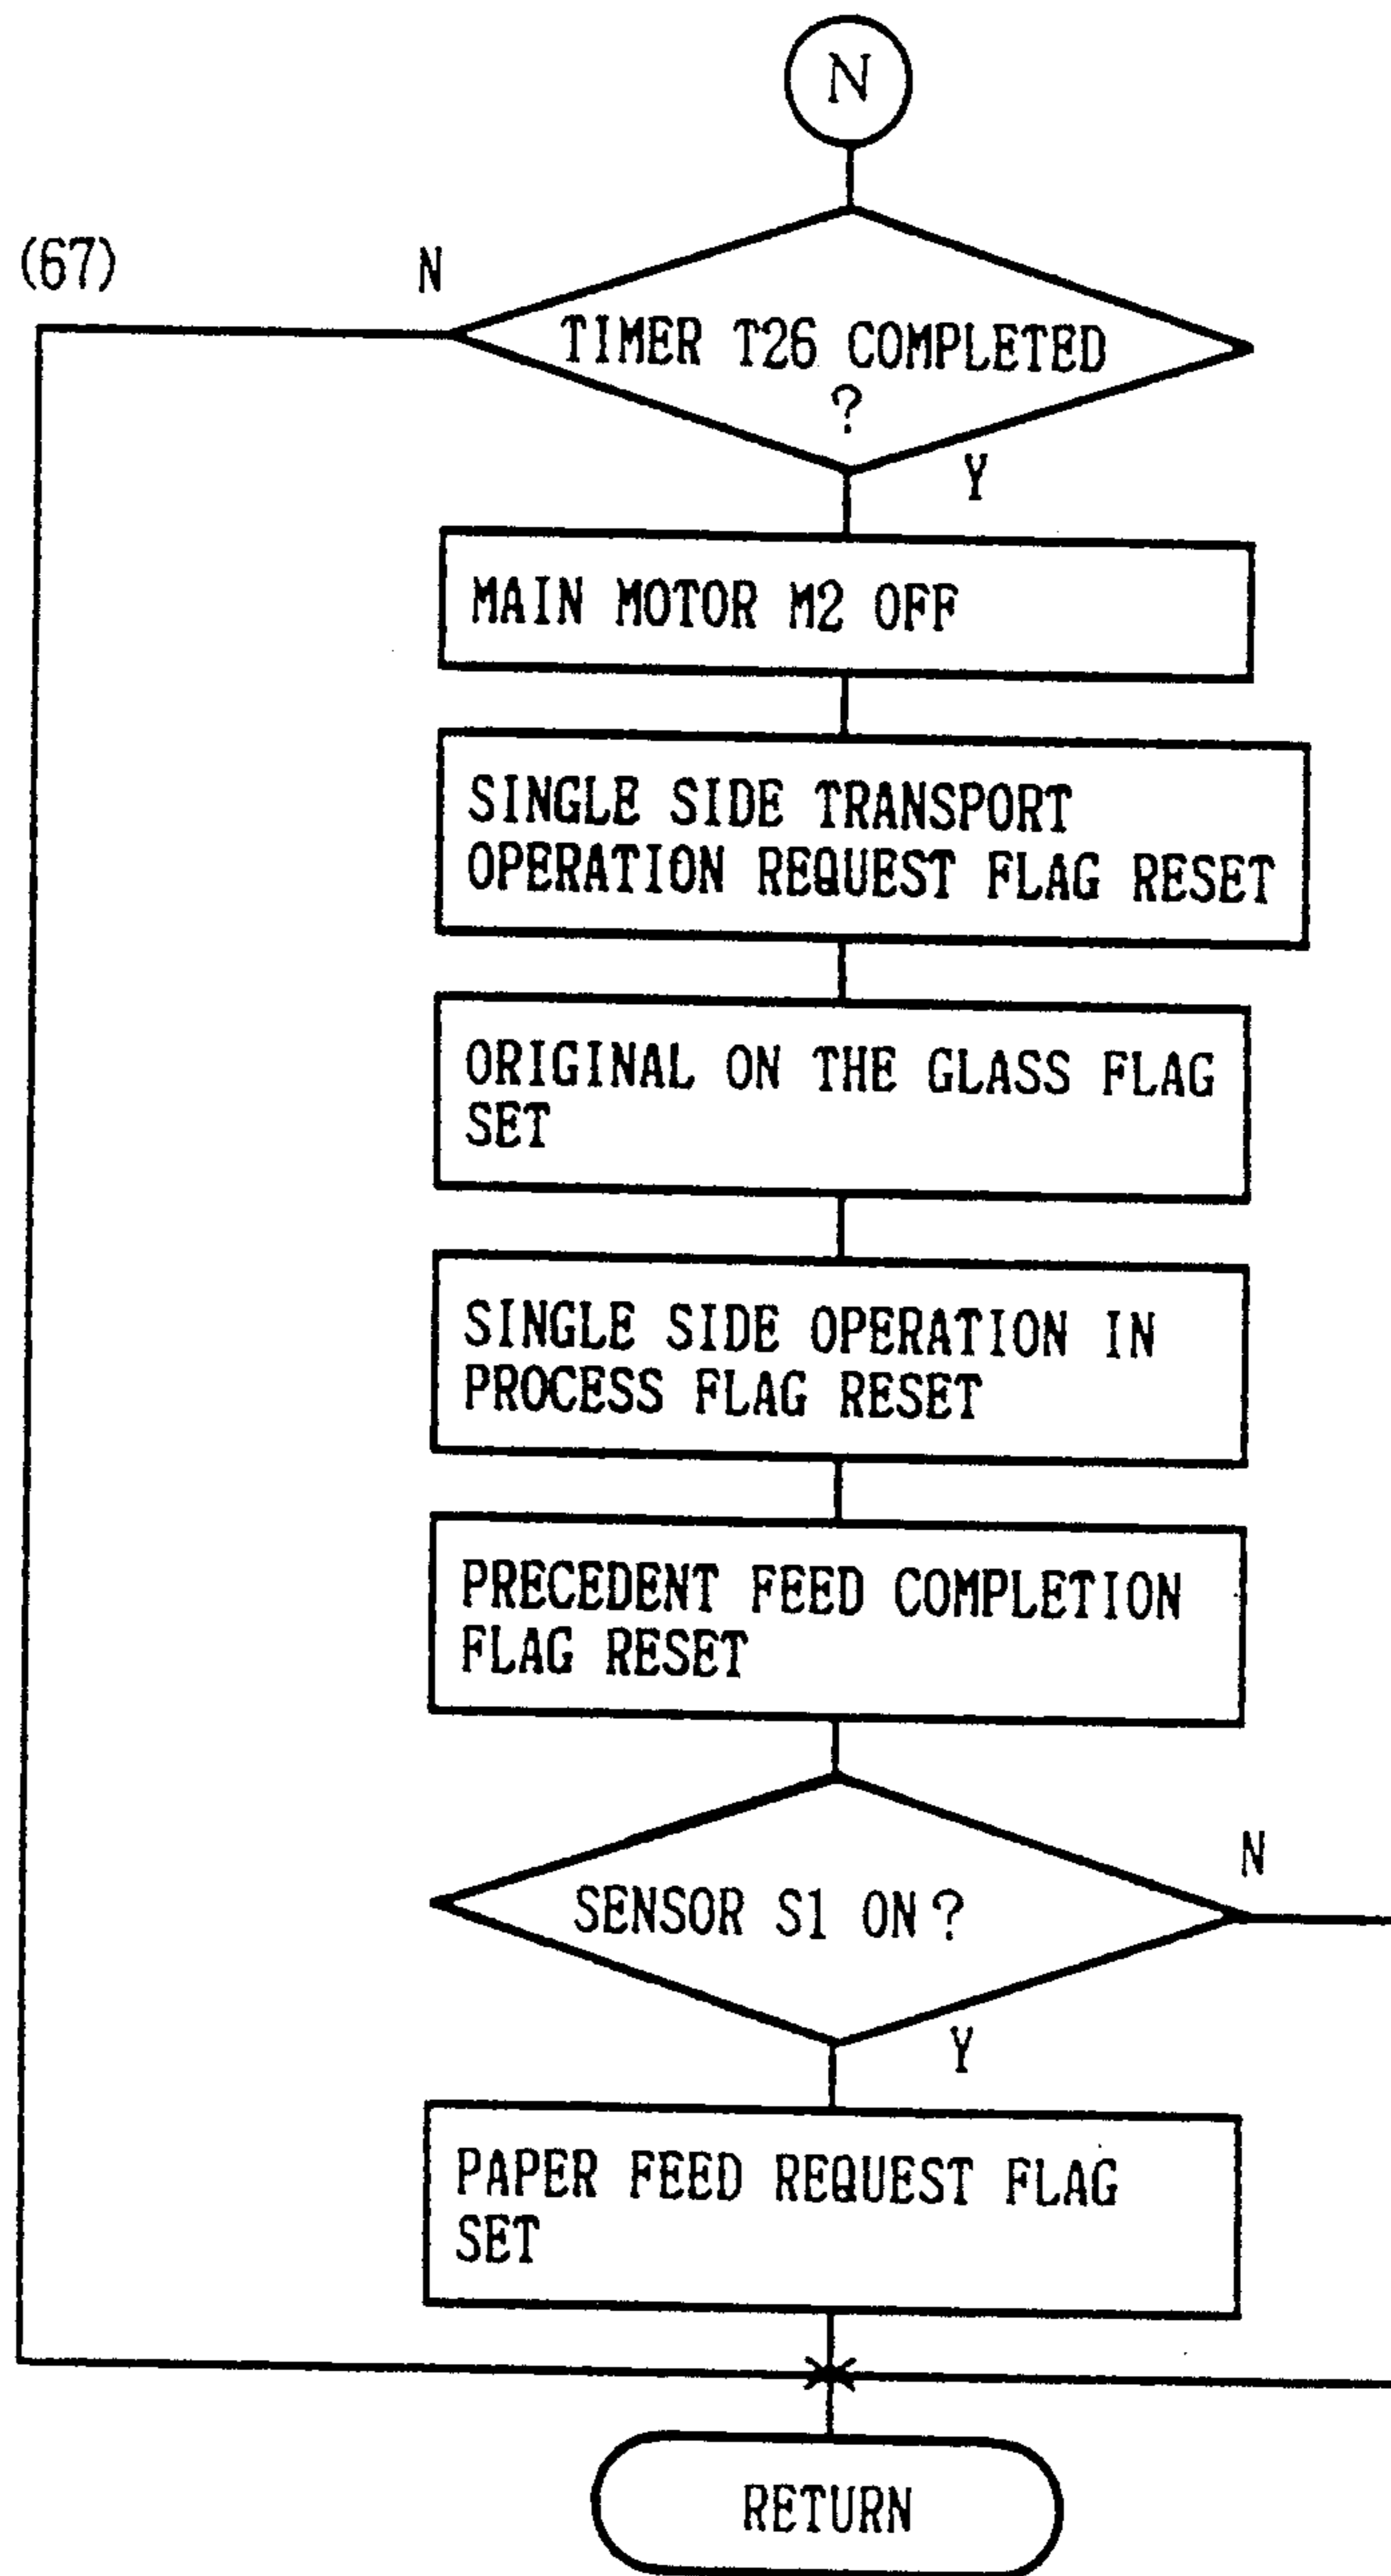 N
(67)
N
TIMER T26 COMPLETED
?
Y
MAIN MOTOR M2 OFF
SINGLE SIDE TRANSPORT
OPERATION REQUEST FLAG RESET
ORIGINAL ON THE GLASS FLAG
SET
SINGLE SIDE OPERATION IN
PROCESS FLAG RESET
PRECEDENT FEED COMPLETION
FLAG RESET
N
SENSOR S1 ON?
Y
PAPER FEED REQUEST FLAG
SET
RETURN